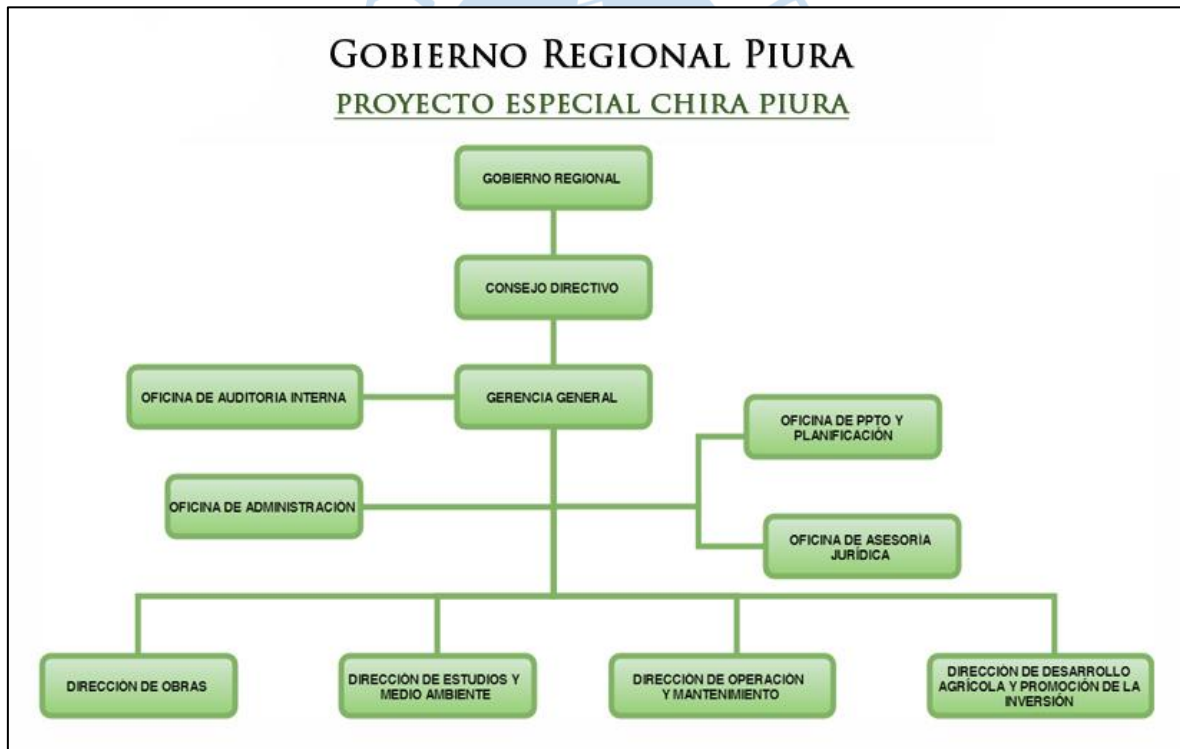 GOBIERNO REGIONAL PIURA
PROYECTO ESPECIAL CHIRA PIURA
GOBIERNO REGIONAL
CONSEJO DIRECTIVO
OFICINA DE AUDITORIA INTERNA
GERENCIA GENERAL
OFICINA DE PPTO Y
PLANIFICACIÓN
OFICINA DE ADMINISTRACIÓN
OFICINA DE ASESORÍA
JURÍDICA
DIRECCIÓN DE OBRAS
DIRECCIÓN DE ESTUDIOS Y
MEDIO AMBIENTE
DIRECCIÓN DE OPERACIÓN
Y MANTENIMIENTO
DIRECCIÓN DE DESARROLLO
AGRÍCOLA Y PROMOCIÓN DE LA
INVERSIÓN